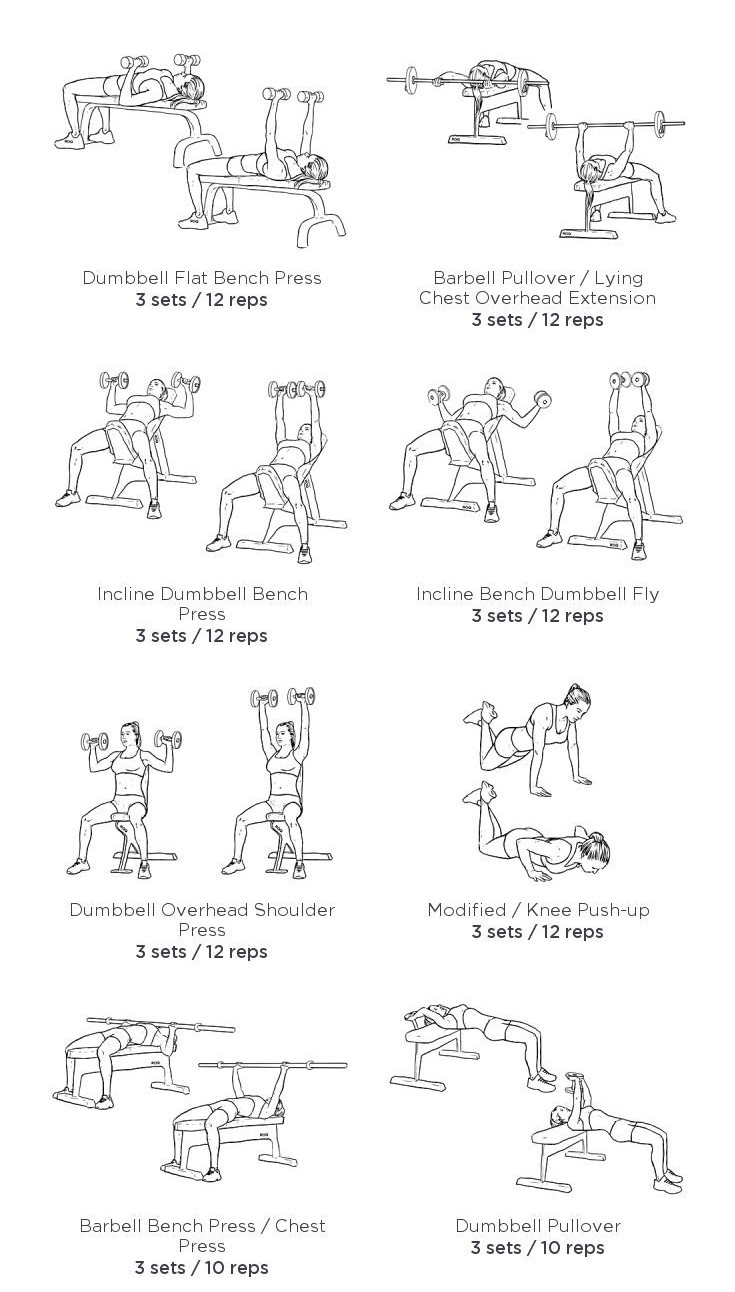 Dumbbell Flat Bench Press
3 sets / 12 reps
Barbell Pullover / Lying
Chest Overhead Extension
3 sets / 12 reps
Incline Dumbbell Bench
Press
3 sets / 12 reps
Incline Bench Dumbbell Fly
3 sets / 12 reps
Dumbbell Overhead Shoulder
Press
3 sets / 12 reps
Modified / Knee Push-up
3 sets / 12 reps
Barbell Bench Press / Chest
Press
3 sets / 10 reps
Dumbbell Pullover
3 sets / 10 reps